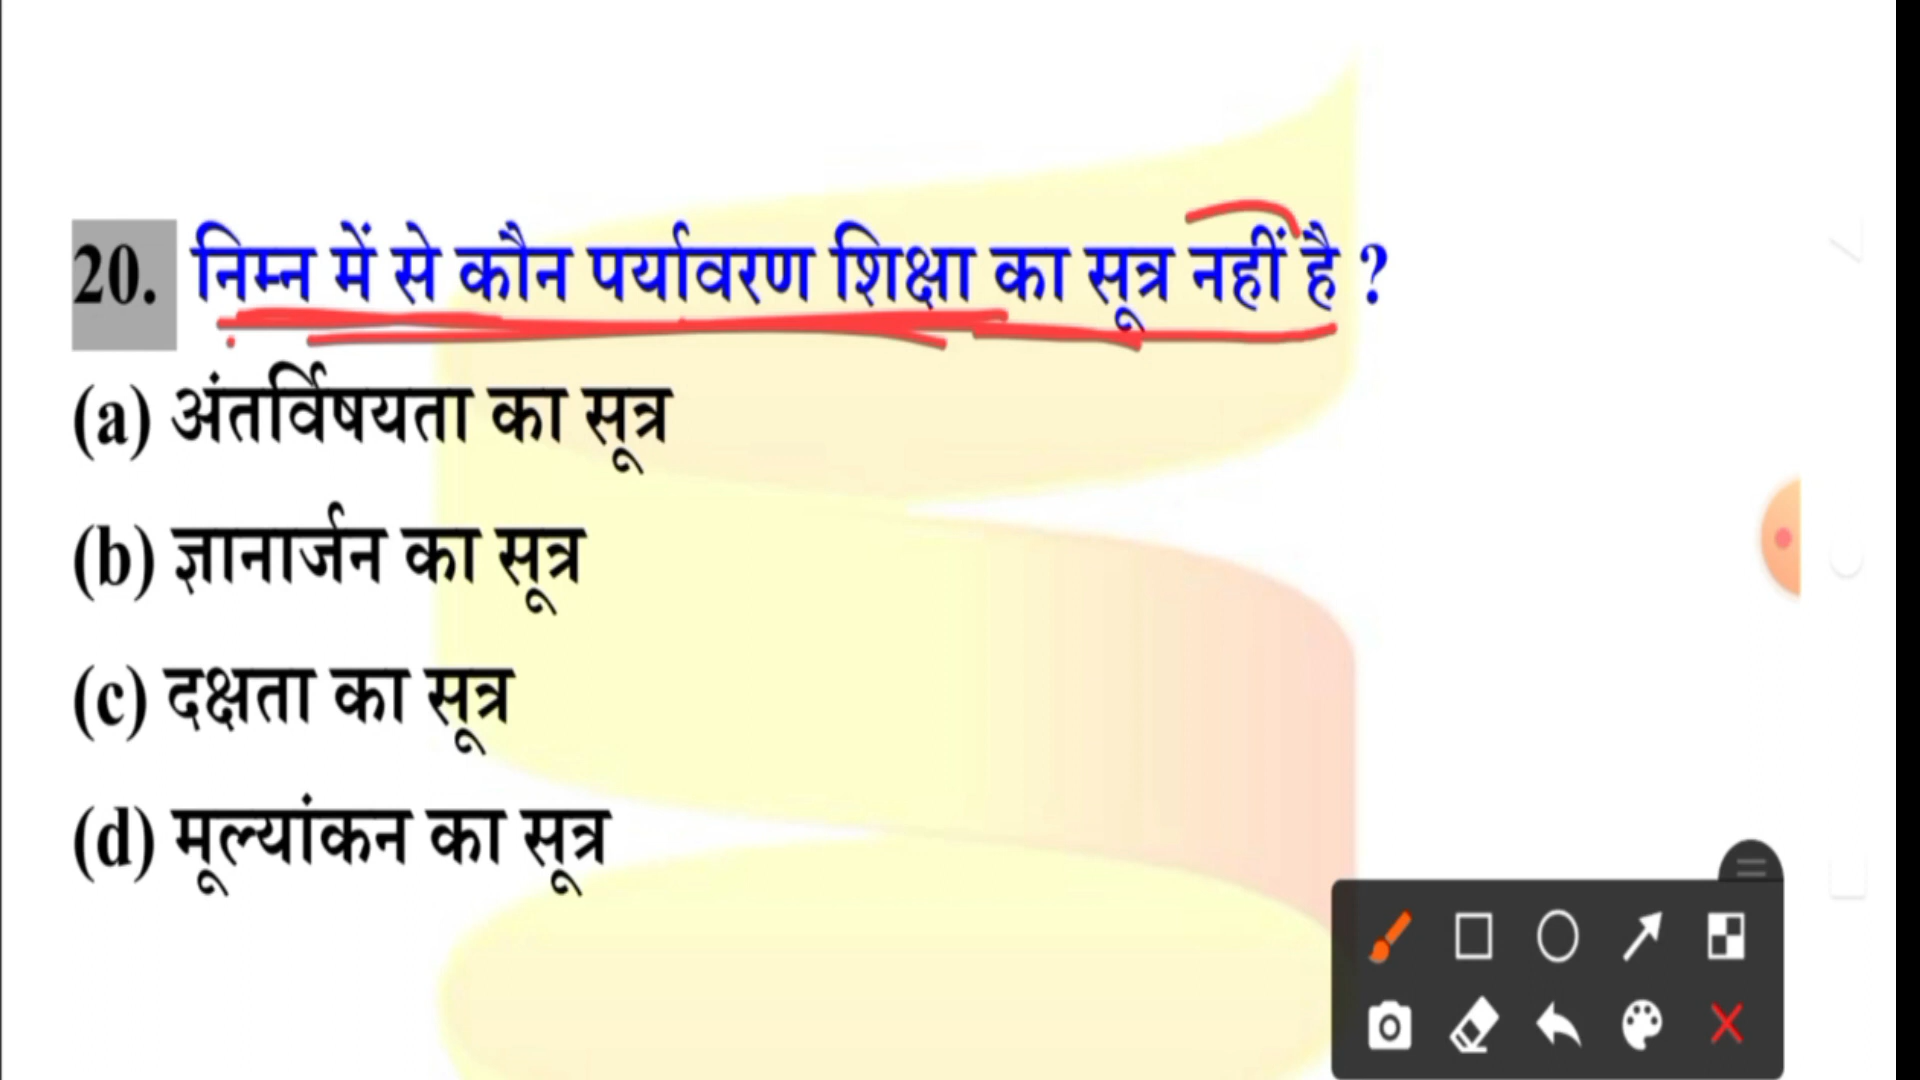 20. निम्न में से कौन पर्यावरण शिक्षा का सूत्र नहीं है ?
(a) अंतर्विषयता का सूत्र
(b) ज्ञानार्जन का सूत्र
(c) दक्षता का सूत्र
(d) मूल्यांकन का सूत्र